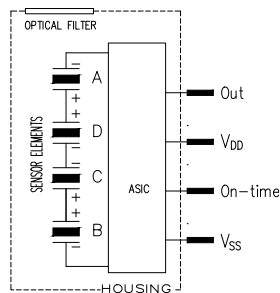 OPTICAL FILTER
SENSOR ELEMENTS
−
A
+
+
D
−
−
C
+
+
B
−
ASIC
Out
VDD
On-time
VSS
HOUSING